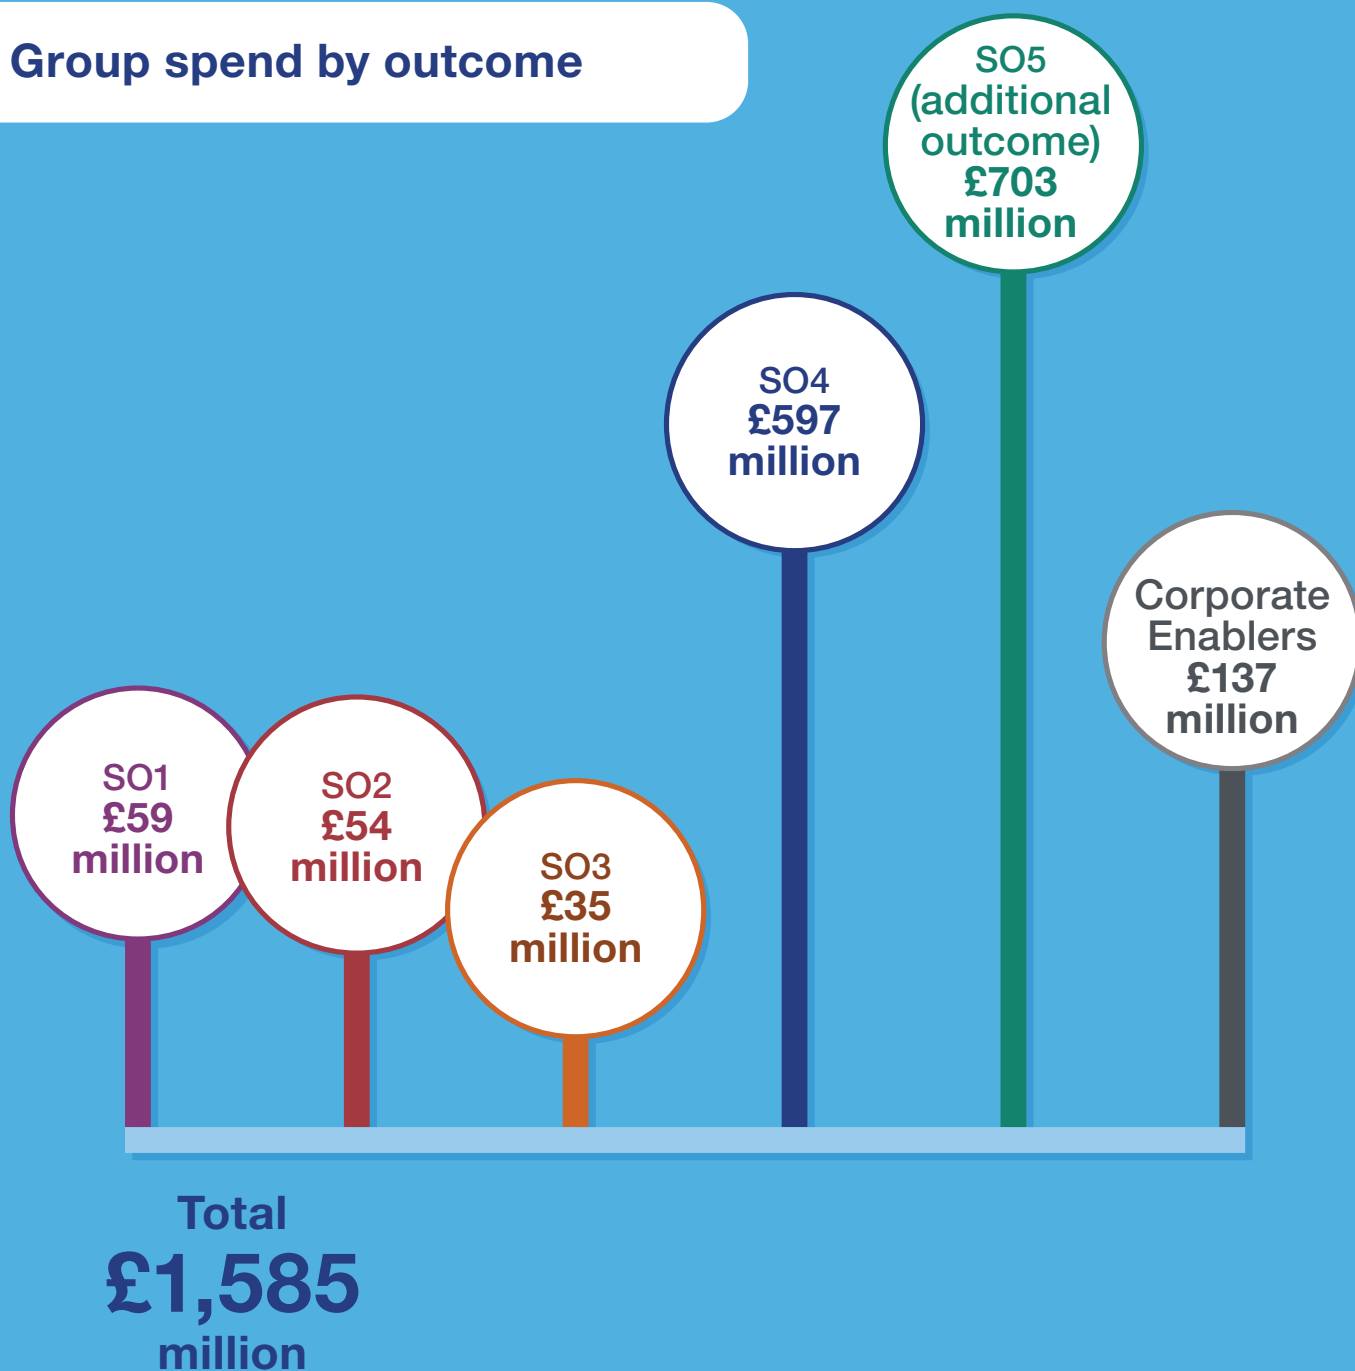 Group spend by outcome
SO5
(additional
outcome)
£703
million
SO4
£597
million
Corporate
Enablers
£137
million
SO1
£59
million
SO2
£54
million
SO3
£35
million
Total
£1,585
million